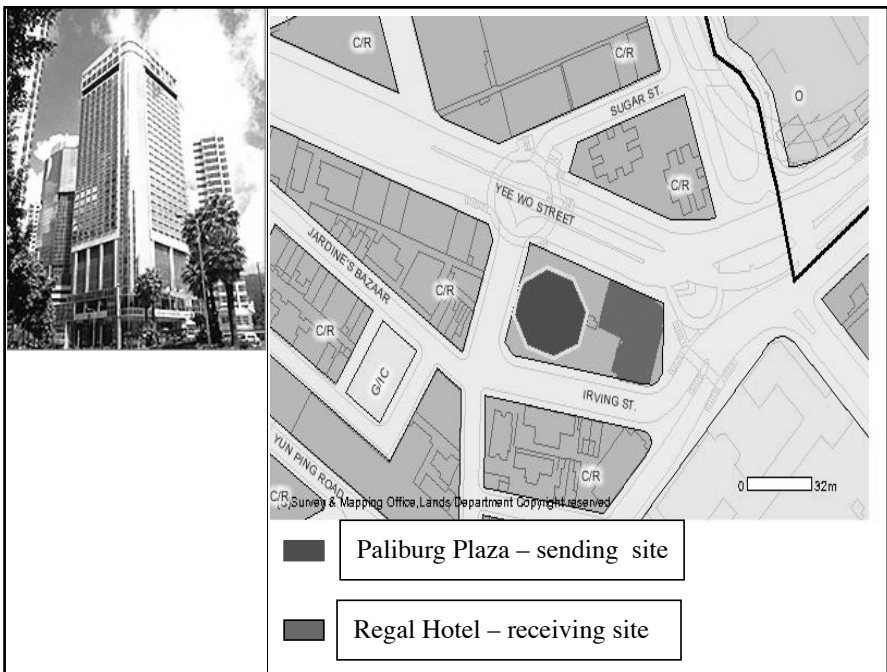 C/R
C/R
O
SUGAR ST.
C/R
YEE WO STREET
JARDINE'S BAZAAR
C/R
C/R
G/IC
IRVING ST.
YUN PING ROAD
C/R
C/R
0 32m
(c)Survey & Mapping Office,Lands Department Copyright reserved
Paliburg Plaza – sending site
Regal Hotel – receiving site